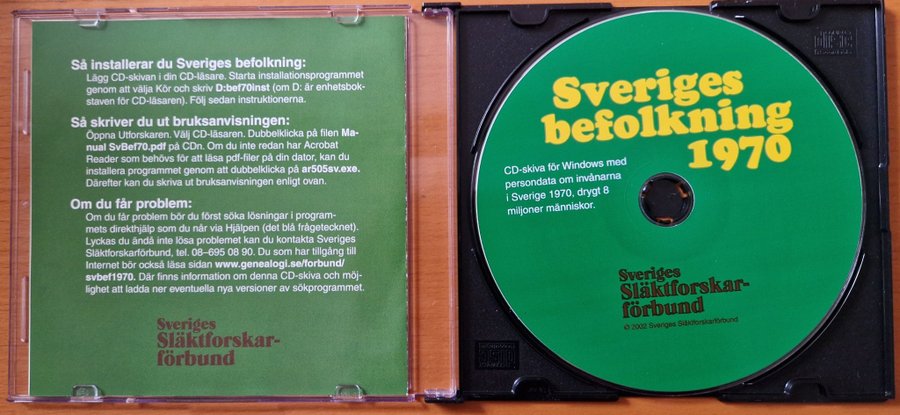 Så installerar du Sveriges befolkning:
Lägg CD-skivan i din CD-läsare. Starta installationsprogrammet
genom att välja Kör och skriv D:bef70inst (om D: är enhetsbok-
staven för CD-läsaren). Följ sedan instruktionerna.
Så skriver du ut bruksanvisningen:
Öppna Utforskaren. Välj CD-läsaren. Dubbelklicka på filen Ma-
nual SvBef70.pdf på CDn. Om du inte redan har Acrobat
Reader som behövs för att läsa pdf-filer på din dator, kan du
installera programmet genom att dubbelklicka på ar505sv.exe.
Därefter kan du skriva ut bruksanvisningen enligt ovan.
Om du får problem:
Om du får problem bör du först söka lösningar i program-
mets direkthjälp som du når via Hjälpen (det blå frågetecknet).
Lyckas du ändå inte lösa problemet kan du kontakta Sveriges
Släktforskarförbund, tel. 08–695 08 90. Du som har tillgång till
Internet bör också läsa sidan www.genealogi.se/forbund/
svbef1970. Där finns information om denna CD-skiva och möj-
lighet att ladda ner eventuella nya versioner av sökprogrammet.
Sveriges
Släktforskar-
förbund
Sveriges
befolkning
1970
CD-skiva för Windows med
persondata om invånarna
i Sverige 1970, drygt 8
miljoner människor.
Sveriges
Släktforskar-
förbund
© 2002 Sveriges Släktforskarförbund